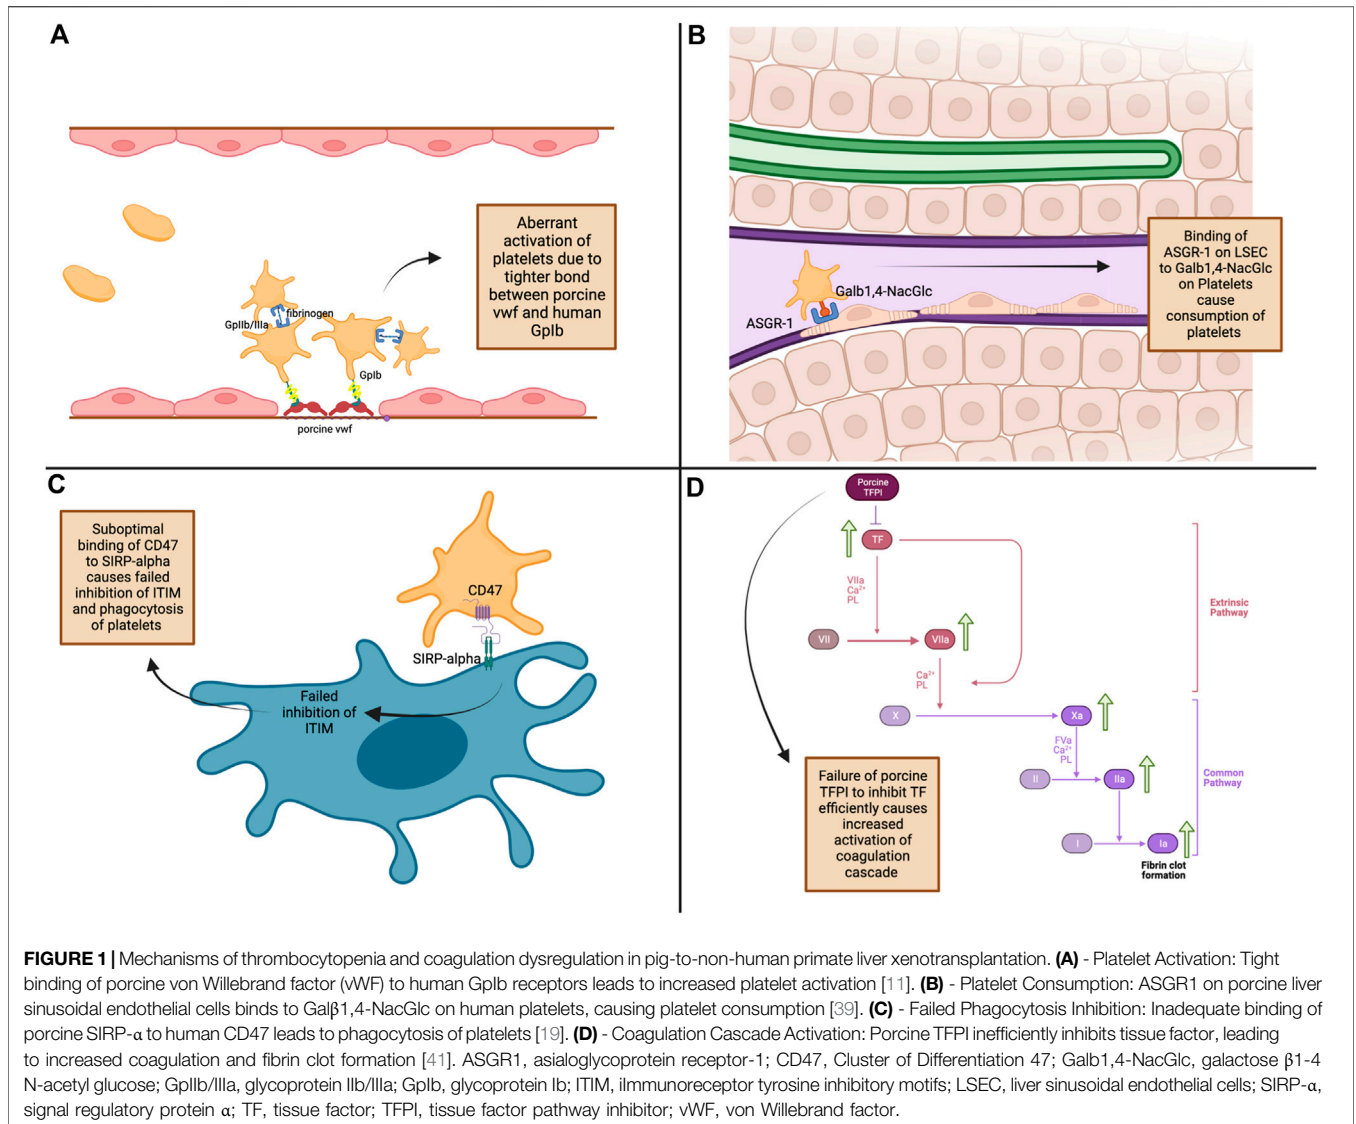 A
Aberrant
activation of
platelets due to
tighter bond
between porcine
vwf and human
GpIb
fibrinogen
GpIIb/IIIa
GpIb
porcine vwf
B
Binding of
ASGR-1 on LSEC
to Galb1,4-NacGlc
on Platelets
cause
consumption of
platelets
Galb1,4-NacGlc
ASGR-1
C
Suboptimal
binding of CD47
to SIRP-alpha
causes failed
inhibition of ITIM
and phagocytosis
of platelets
CD47
SIRP-alpha
Failed
inhibition of
ITIM
D
Porcine
TFPI
TF
VIIa
Ca²⁺
PL
Extrinsic
Pathway
VII
VIIa
Ca²⁺
PL
X
Xa
FVa
Ca²⁺
PL
Common
Pathway
II
IIa
I
Ia
Fibrin clot
formation
Failure of porcine
TFPI to inhibit TF
efficiently causes
increased
activation of
coagulation
cascade
FIGURE 1 | Mechanisms of thrombocytopenia and coagulation dysregulation in pig-to-non-human primate liver xenotransplantation. (A) - Platelet Activation: Tight
binding of porcine von Willebrand factor (vWF) to human GpIb receptors leads to increased platelet activation [11]. (B) - Platelet Consumption: ASGR1 on porcine liver
sinusoidal endothelial cells binds to Galβ1,4-NacGlc on human platelets, causing platelet consumption [39]. (C) - Failed Phagocytosis Inhibition: Inadequate binding of
porcine SIRP-α to human CD47 leads to phagocytosis of platelets [19]. (D) - Coagulation Cascade Activation: Porcine TFPI inefficiently inhibits tissue factor, leading
to increased coagulation and fibrin clot formation [41]. ASGR1, asialoglycoprotein receptor-1; CD47, Cluster of Differentiation 47; Galb1,4-NacGlc, galactose β1-4
N-acetyl glucose; GpIIb/IIIa, glycoprotein IIb/IIIa; GpIb, glycoprotein Ib; ITIM, iImmunoreceptor tyrosine inhibitory motifs; LSEC, liver sinusoidal endothelial cells; SIRP-α,
signal regulatory protein α; TF, tissue factor; TFPI, tissue factor pathway inhibitor; vWF, von Willebrand factor.